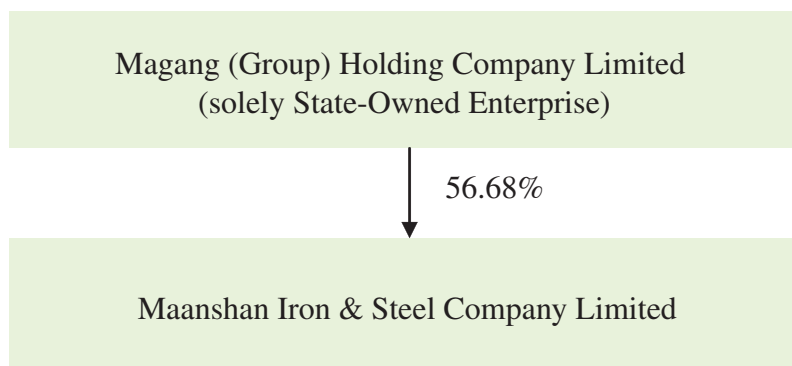 Magang (Group) Holding Company Limited
(solely State-Owned Enterprise)
56.68%
Maanshan Iron & Steel Company Limited